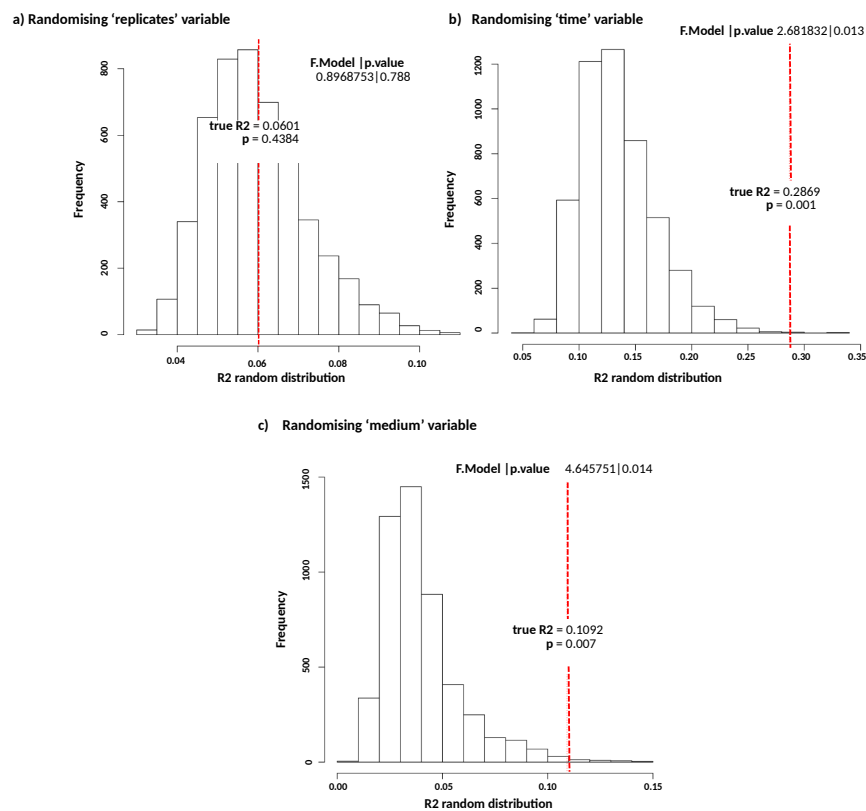 a) Randomising ‘replicates’ variable
F.Model |p.value
0.8968753|0.788
true R2 = 0.0601
p = 0.4384
Frequency
0
200
400
600
800
0.04
0.06
0.08
0.10
R2 random distribution
b) Randomising ‘time’ variable
F.Model |p.value 2.681832|0.013
true R2 = 0.2869
p = 0.001
Frequency
0
200
400
600
800
1000
1200
0.05
0.10
0.15
0.20
0.25
0.30
0.35
R2 random distribution
c) Randomising ‘medium’ variable
F.Model |p.value 4.645751|0.014
true R2 = 0.1092
p = 0.007
Frequency
0
500
1000
1500
0.00
0.05
0.10
0.15
R2 random distribution